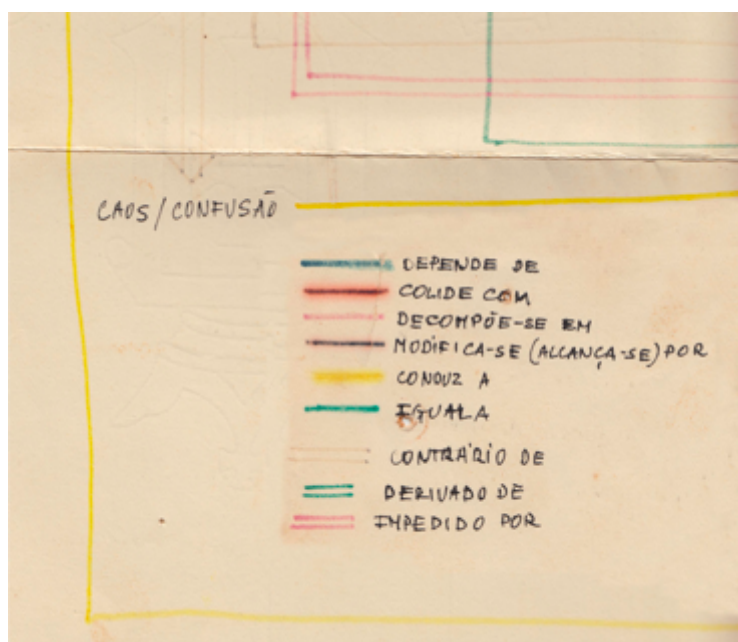 CAOS/CONFUSÃO
DEPENDE DE
COLIDE COM
DECOMPÕE-SE EM
MODIFICA-SE (ALCANÇA-SE) POR
CONDUZ A
IGUALA
CONTRÁRIO DE
DERIVADO DE
IMPEDIDO POR